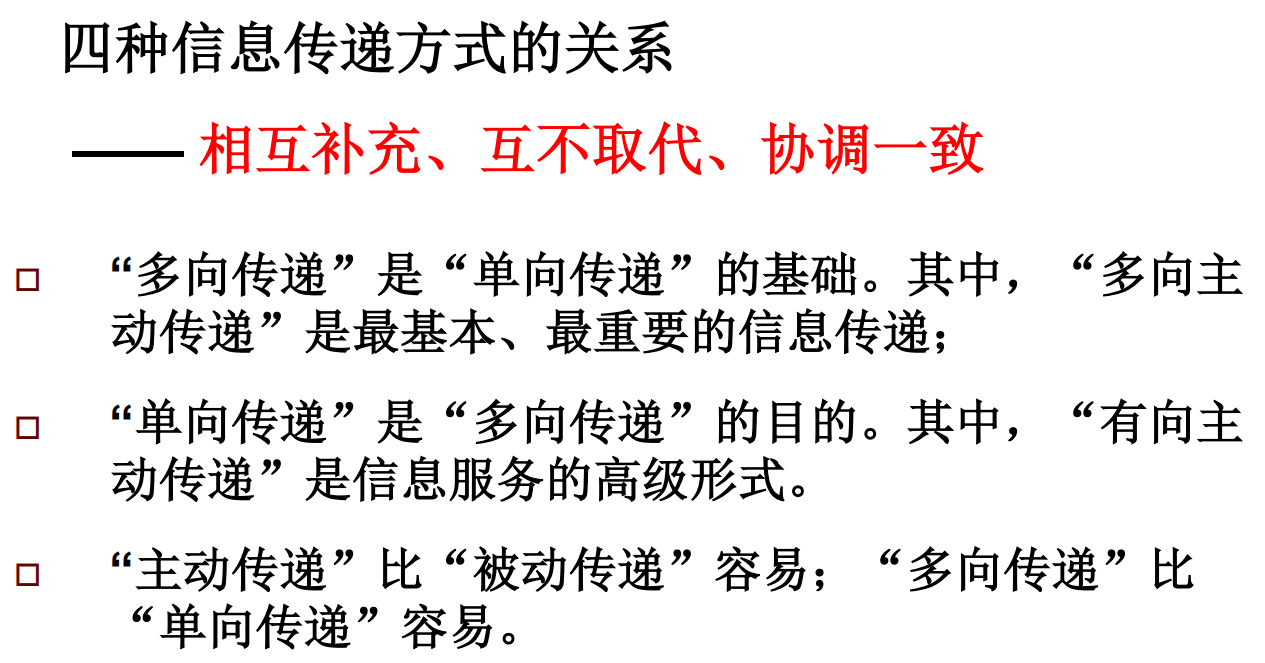 四种信息传递方式的关系
——相互补充、互不取代、协调一致
“多向传递”是“单向传递”的基础。其中，“多向主
动传递”是最基本、最重要的信息传递；
“单向传递”是“多向传递”的目的。其中，“有向主
动传递”是信息服务的高级形式。
“主动传递”比“被动传递”容易；“多向传递”比
“单向传递”容易。